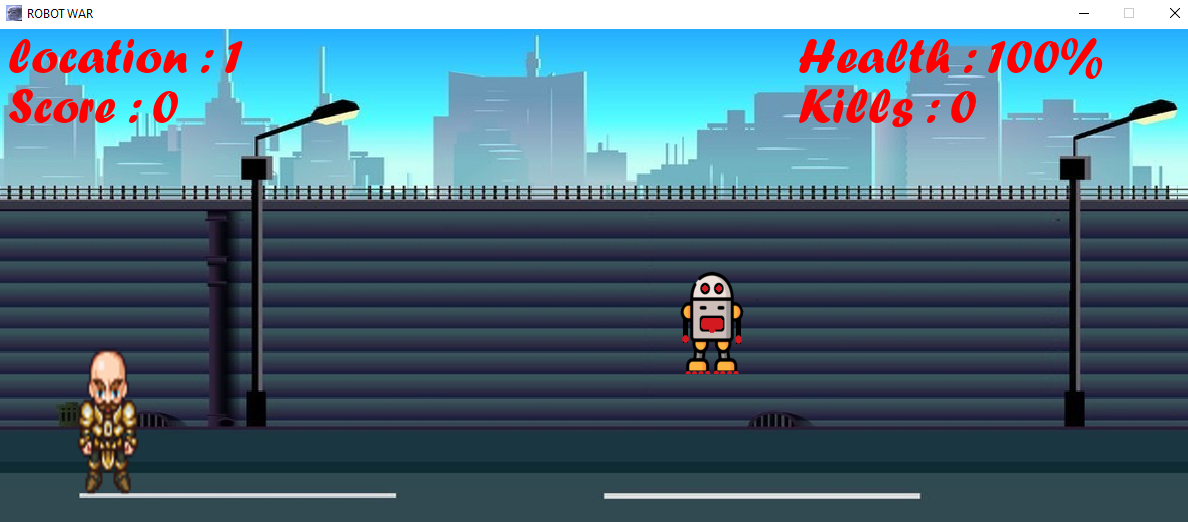 ROBOT WAR
location : 1
Health : 100%
Score : 0
Kills : 0